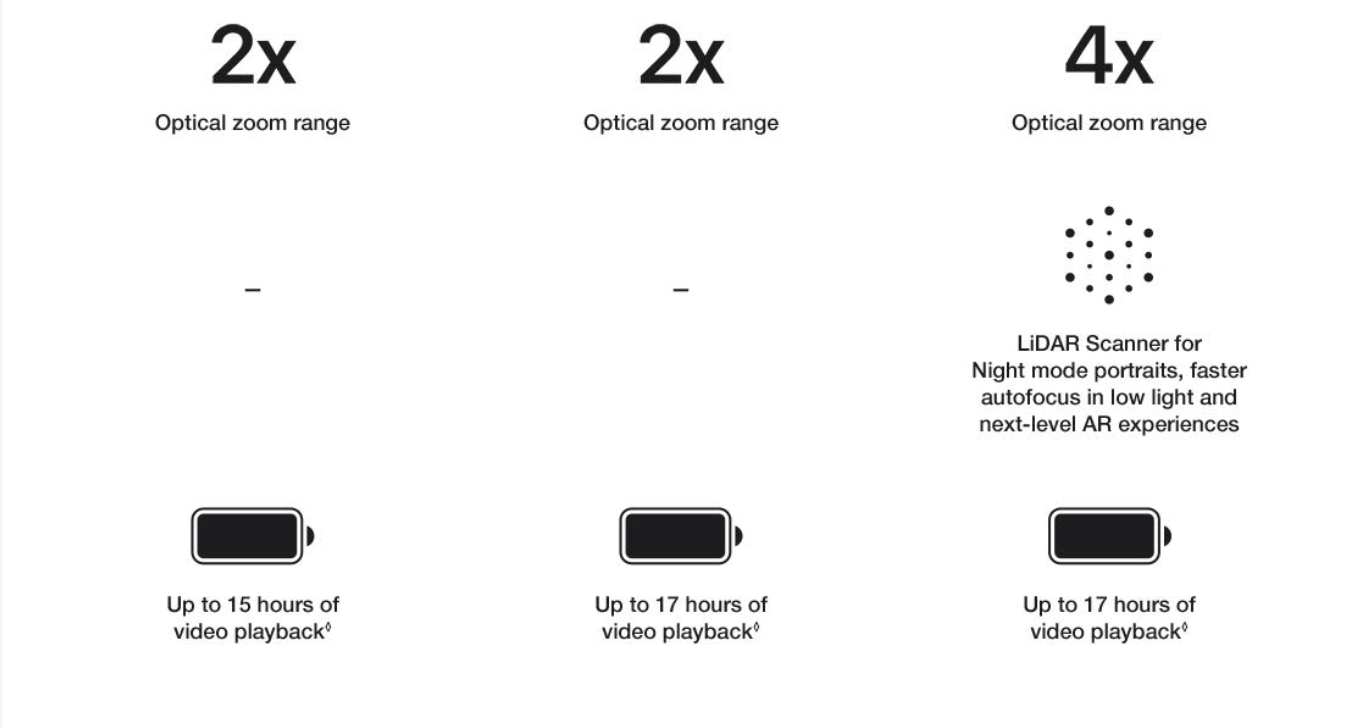 2x
2x
4x
Optical zoom range
Optical zoom range
Optical zoom range
–
–
LiDAR Scanner for
Night mode portraits, faster
autofocus in low light and
next-level AR experiences
Up to 15 hours of
video playback◊
Up to 17 hours of
video playback◊
Up to 17 hours of
video playback◊